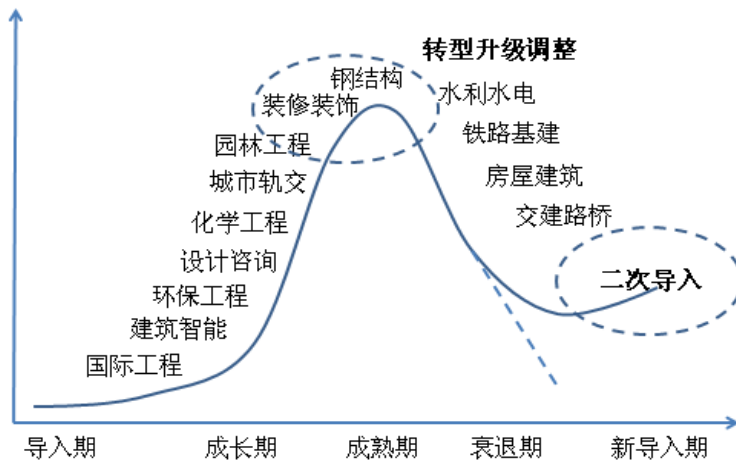 转型升级调整
钢结构
装修装饰
水利水电
园林工程
铁路基建
城市轨交
房屋建筑
化学工程
交建路桥
设计咨询
二次导入
环保工程
建筑智能
国际工程
导入期
成长期
成熟期
衰退期
新导入期